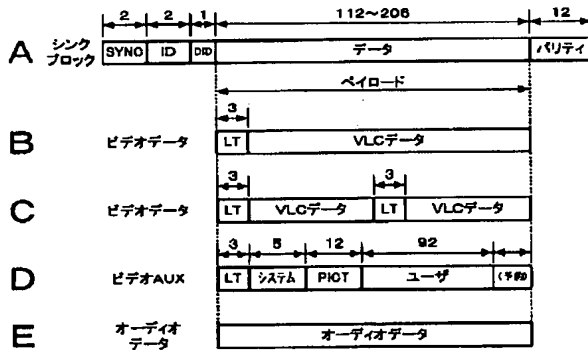 2 2 1 112~206 12
A シンク ブロック SYNC ID DID データ パリティ
ペイロード
3
B ビデオデータ LT VLCデータ
3 3
C ビデオデータ LT VLCデータ LT VLCデータ
3 5 12 92
D ビデオAUX LT システム PICT ユーザ (予約)
E オーディオ データ オーディオデータ